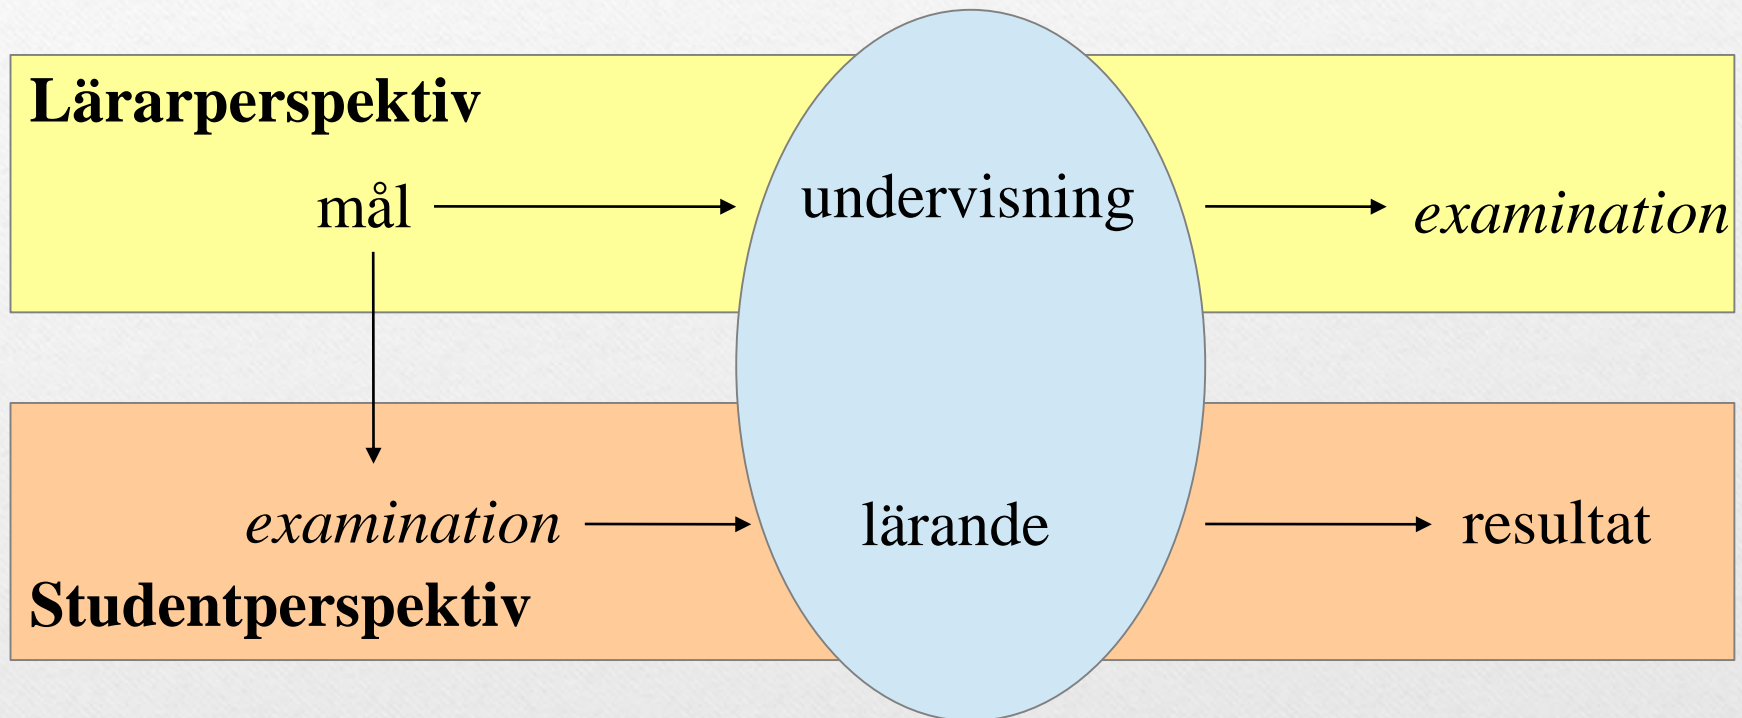 Lärarperspektiv
mål
undervisning
examination
examination
lärande
resultat
Studentperspektiv